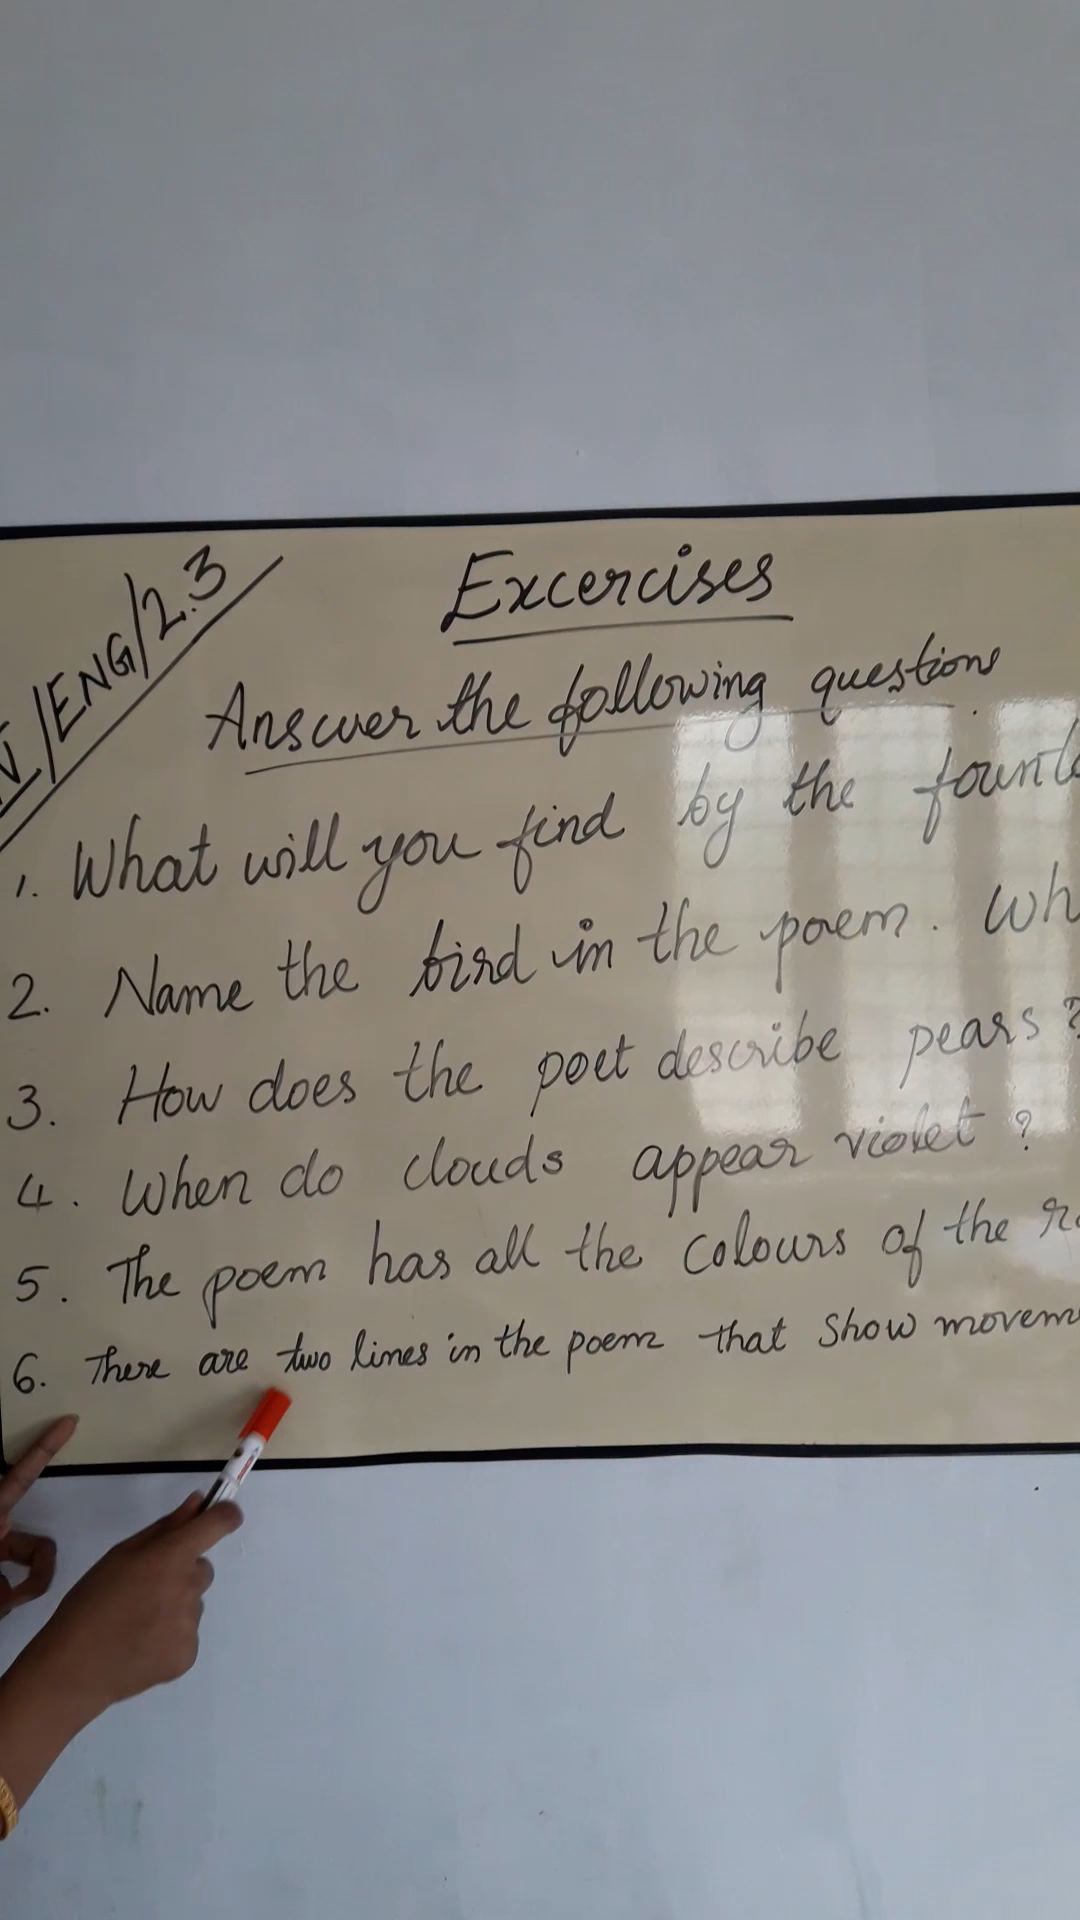 /ENG/2.3
Excercises
Answer the following questions.
1. What will you find by the
2. Name the bird in the poem.
3. How does the poet describe pears?
4. When do clouds appear violet?
5. The poem has all the colours of the
6. There are two lines in the poem that show